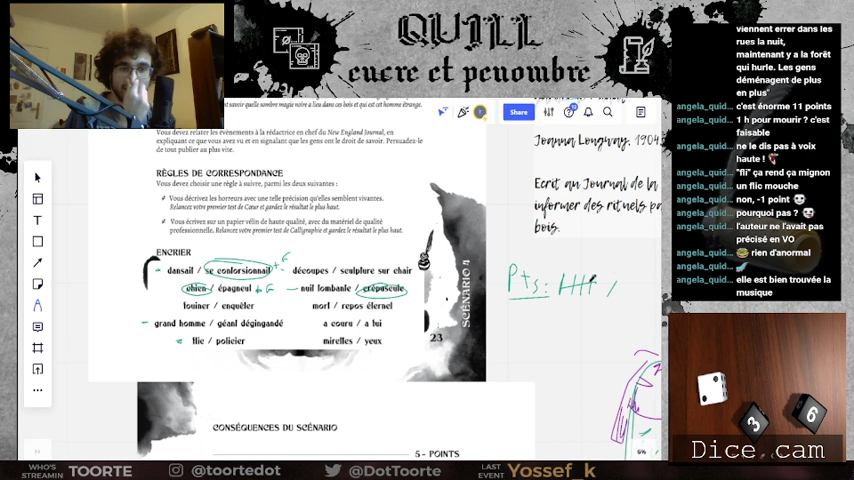 QUILL
encre et penombre
Vous devez relater les évènements à la rédactrice en chef du New England Journal, en
expliquant ce que vous avez vu et en signalant que les gens ont le droit de savoir. Persuadez-le
de tout publier au plus vite.
RÈGLES DE CORRESPONDANCE
Vous devez choisir une règle à suivre, parmi les deux suivantes :
Vous décrivez les horreurs avec une telle précision qu'elles semblent vivantes.
Relancez votre premier test de Cœur et gardez le résultat le plus haut.
Vous écrivez sur un papier vélin de haute qualité, avec du matériel de qualité
professionnelle. Relancez votre premier test de Calligraphie et gardez le résultat le plus haut.
ENCRIER
dansait / se contorsionnait
découpes / sculpture sur chair
chien / épagneul
nuit tombante / crépuscule
fouiner / enquêter
mort / repos éternel
grand homme / géant dégingandé
a couru / a fui
flic / policier
mirettes / yeux
SCÉNARIO 4
23
CONSÉQUENCES DU SCÉNARIO
5 - POINTS
Share
Joanna Longway, 1904
Ecrit au Journal de la
informer des rituels pa
bois.
Pts:
6%
viennent errer dans les
rues la nuit,
maintenant y a la forêt
qui hurle. Les gens
déménagent de plus
en plus"
angela_quid... c'est énorme 11 points
angela_quid... 1 h pour mourir ? c'est
faisable
angela_quid... ne le dis pas à voix
haute !
angela_quid... "fli" ça rend ça mignon
angela_quid... un flic mouche
angela_quid... non, -1 point
angela_quid... pourquoi pas ?
angela_quid... l'auteur ne l'avait pas
précisé en VO
angela_quid... rien d'anormal
angela_quid...
angela_quid... elle est bien trouvée la
musique
3
6
Dice cam
WHO'S
STREAMIN
TOORTE
@toortedot
@DotToorte
LAST
EVENT
Yossef_k